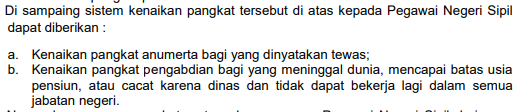 Di sampaing sistem kenaikan pangkat tersebut di atas kepada Pegawai Negeri Sipil
dapat diberikan :
a. Kenaikan pangkat anumerta bagi yang dinyatakan tewas;
b. Kenaikan pangkat pengabdian bagi yang meninggal dunia, mencapai batas usia
pensiun, atau cacat karena dinas dan tidak dapat bekerja lagi dalam semua
jabatan negeri.